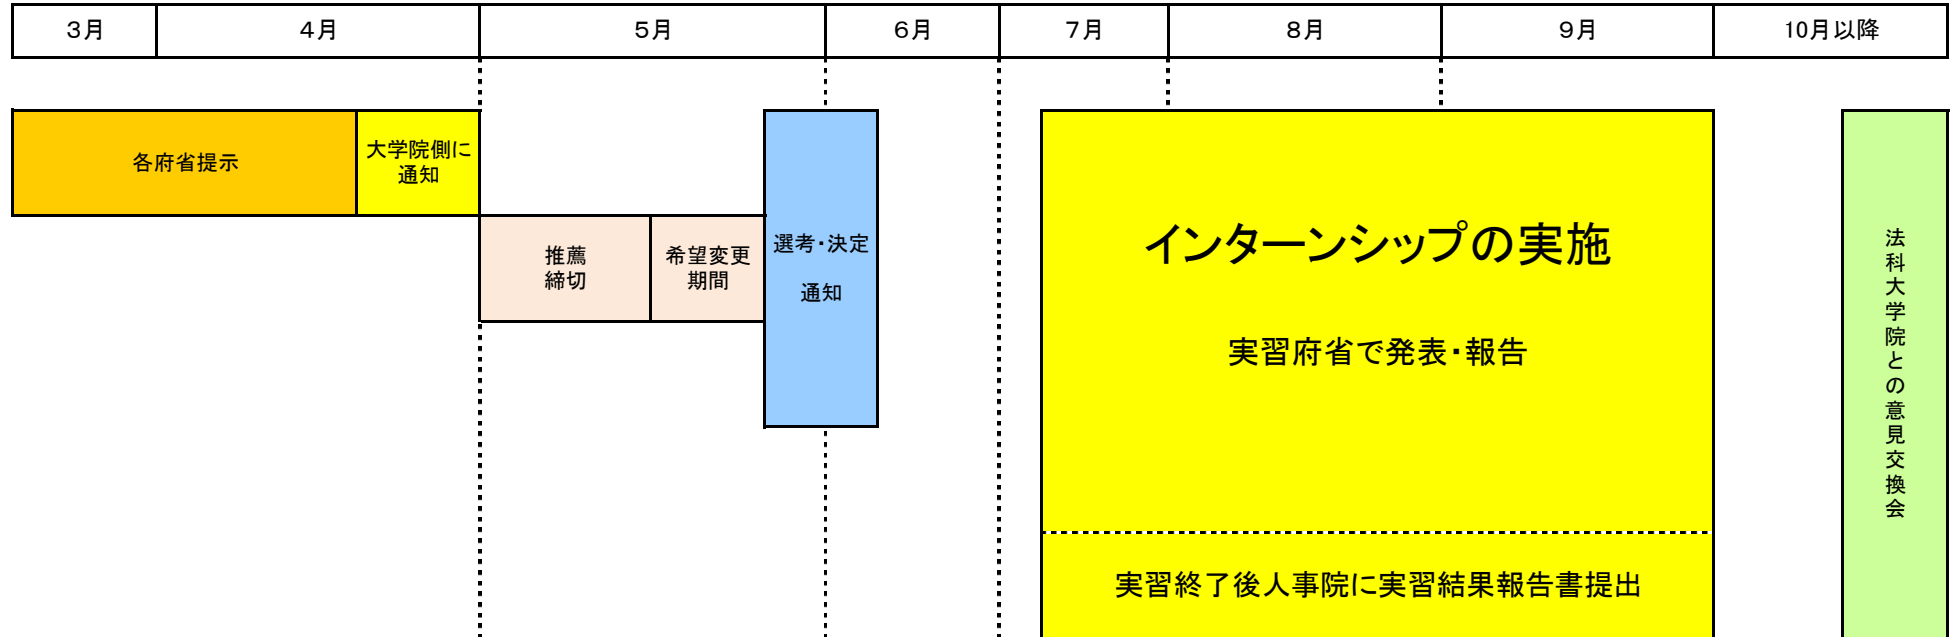 3月
4月
5月
6月
7月
8月
9月
10月以降
各府省提示
大学院側に
通知
推薦
締切
希望変更
期間
選考・決定
通知
インターンシップの実施
実習府省で発表・報告
実習終了後人事院に実習結果報告書提出
法科大学院との意見交換会